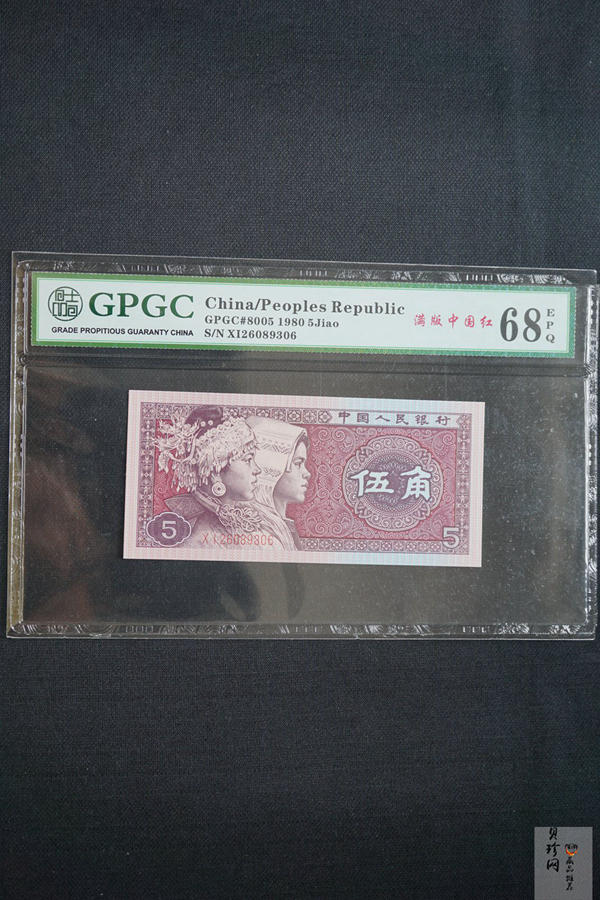 GPGC
GRADE PROPITIOUS GUARANTY CHINA
China/Peoples Republic
GPGC#8005 1980 5Jiao
S/N XI26089306
满版中国红
68
EPQ
中国人民银行
伍角
5
XI26089306
5
贝珍网